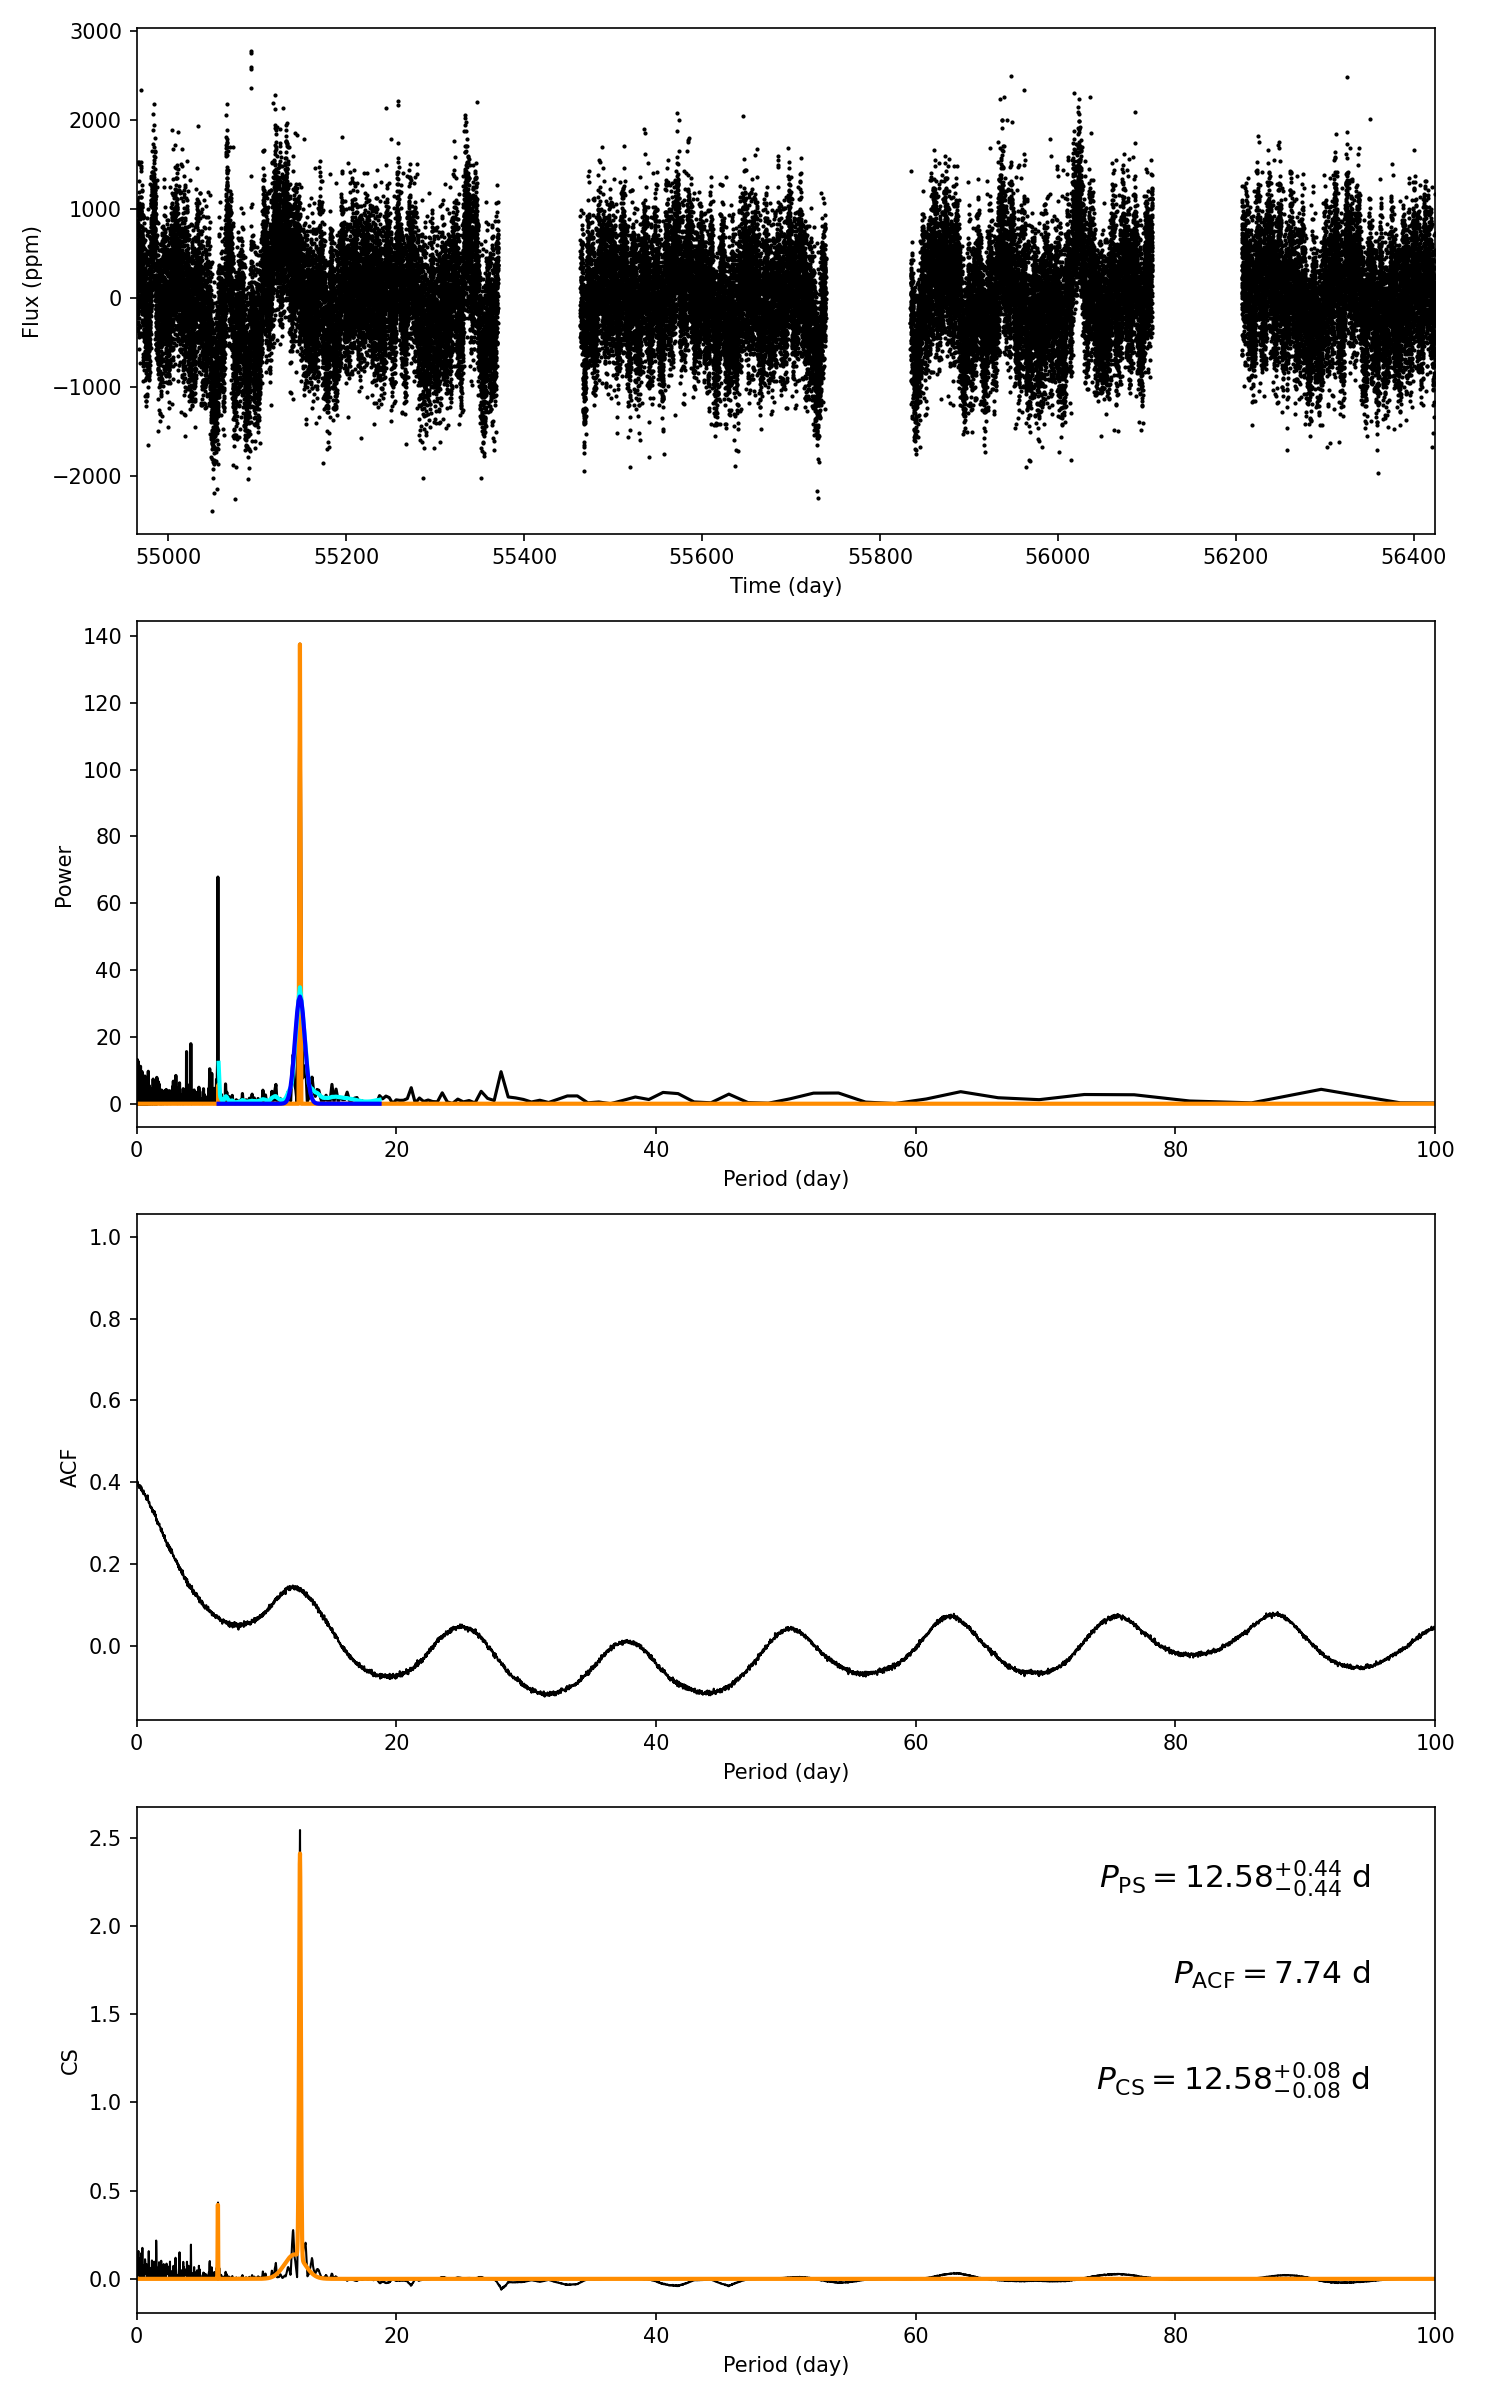 3000
2000
1000
0
−1000
−2000
Flux (ppm)
55000 55200 55400 55600 55800 56000 56200 56400
Time (day)
140
120
100
80
60
40
20
0
Power
0 20 40 60 80 100
Period (day)
1.0
0.8
0.6
0.4
0.2
0.0
ACF
0 20 40 60 80 100
Period (day)
2.5
2.0
1.5
1.0
0.5
0.0
CS
P_PS = 12.58^{+0.44}_{−0.44} d
P_ACF = 7.74 d
P_CS = 12.58^{+0.08}_{−0.08} d
0 20 40 60 80 100
Period (day)